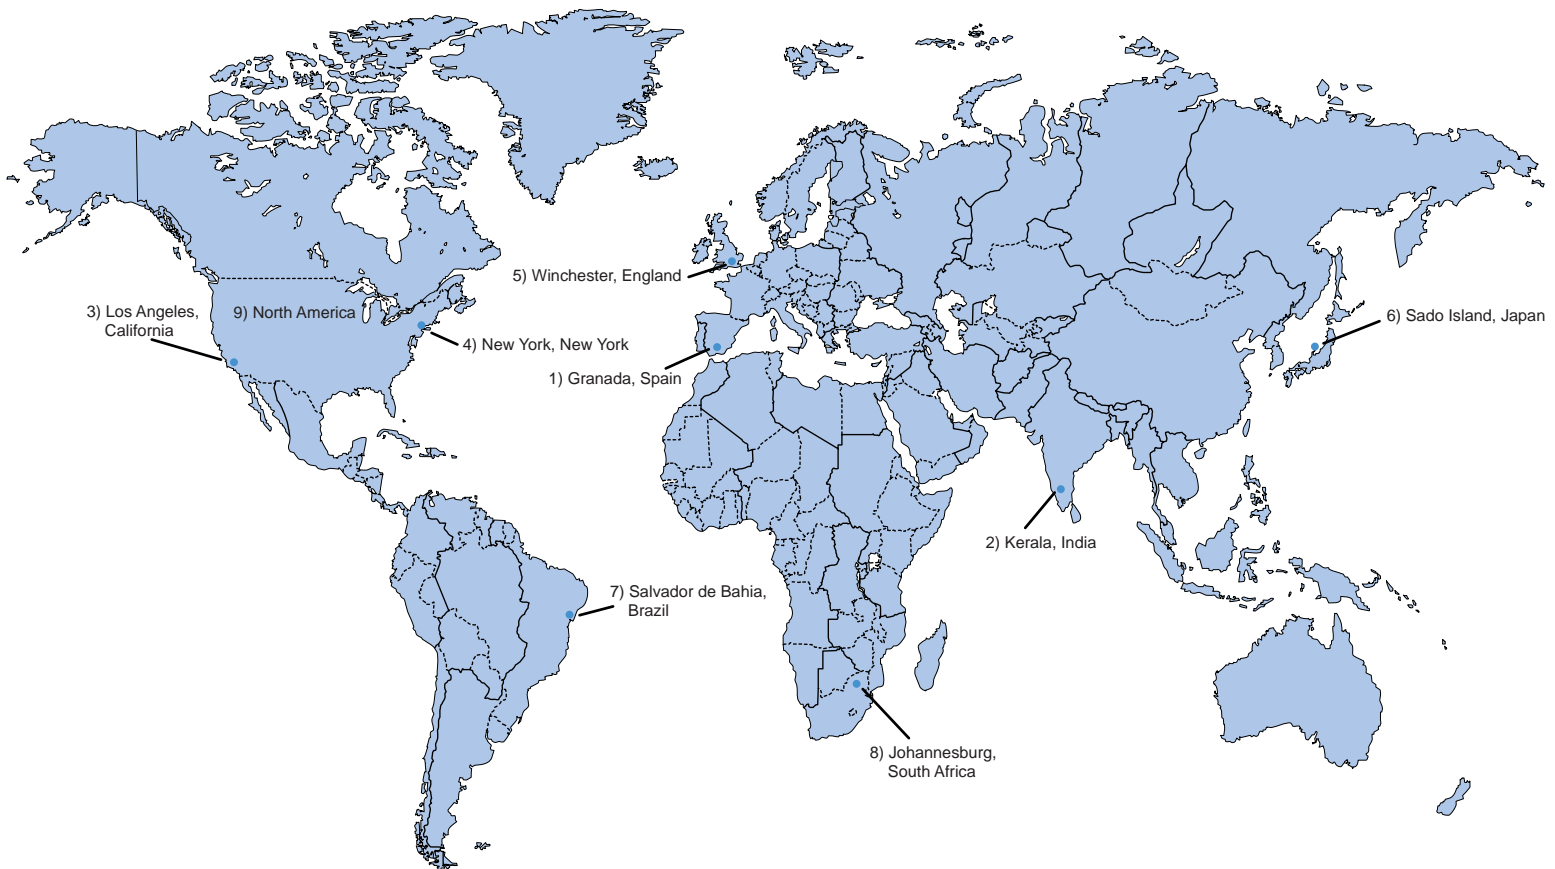 5) Winchester, England
3) Los Angeles,
California
9) North America
4) New York, New York
1) Granada, Spain
6) Sado Island, Japan
2) Kerala, India
7) Salvador de Bahia,
Brazil
8) Johannesburg,
South Africa